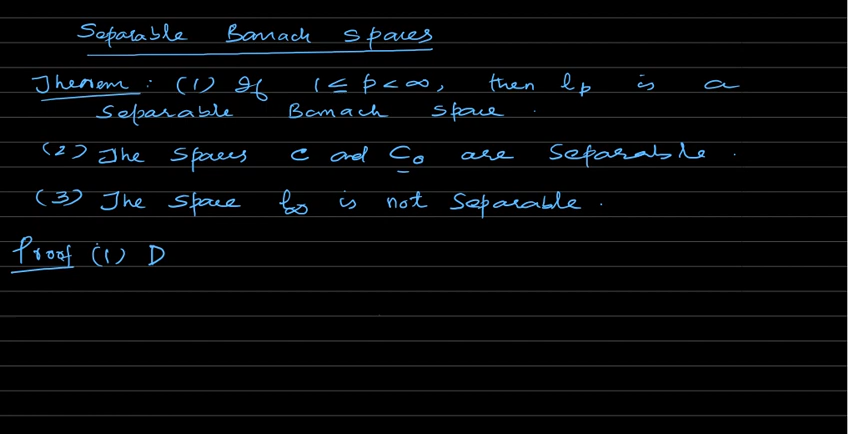 Separable Banach spaces
Theorem : (1) If 1 ≤ p < ∞, then lp is a
Separable Banach space .
(2) The spaces C and C₀ are separable .
(3) The space l∞ is not separable .
Proof (1) D